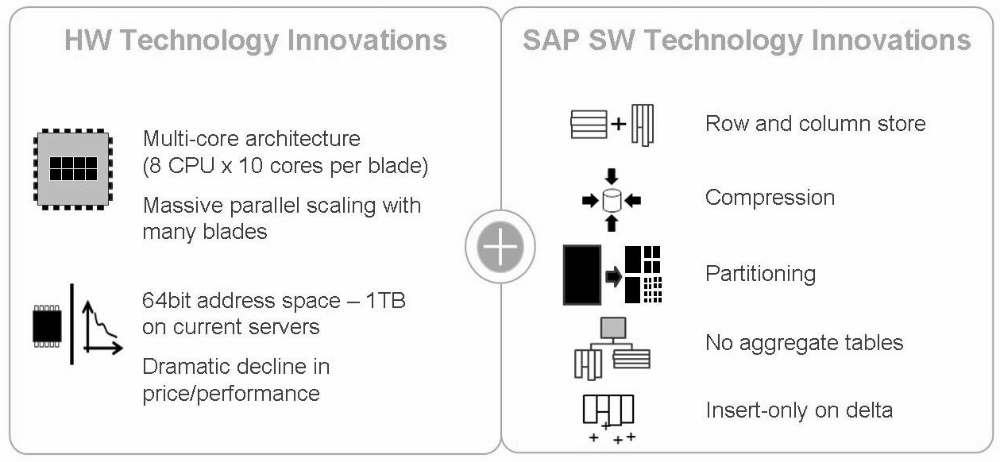 HW Technology Innovations
Multi-core architecture
(8 CPU x 10 cores per blade)
Massive parallel scaling with
many blades
64bit address space – 1TB
on current servers
Dramatic decline in
price/performance
SAP SW Technology Innovations
Row and column store
Compression
Partitioning
No aggregate tables
Insert-only on delta